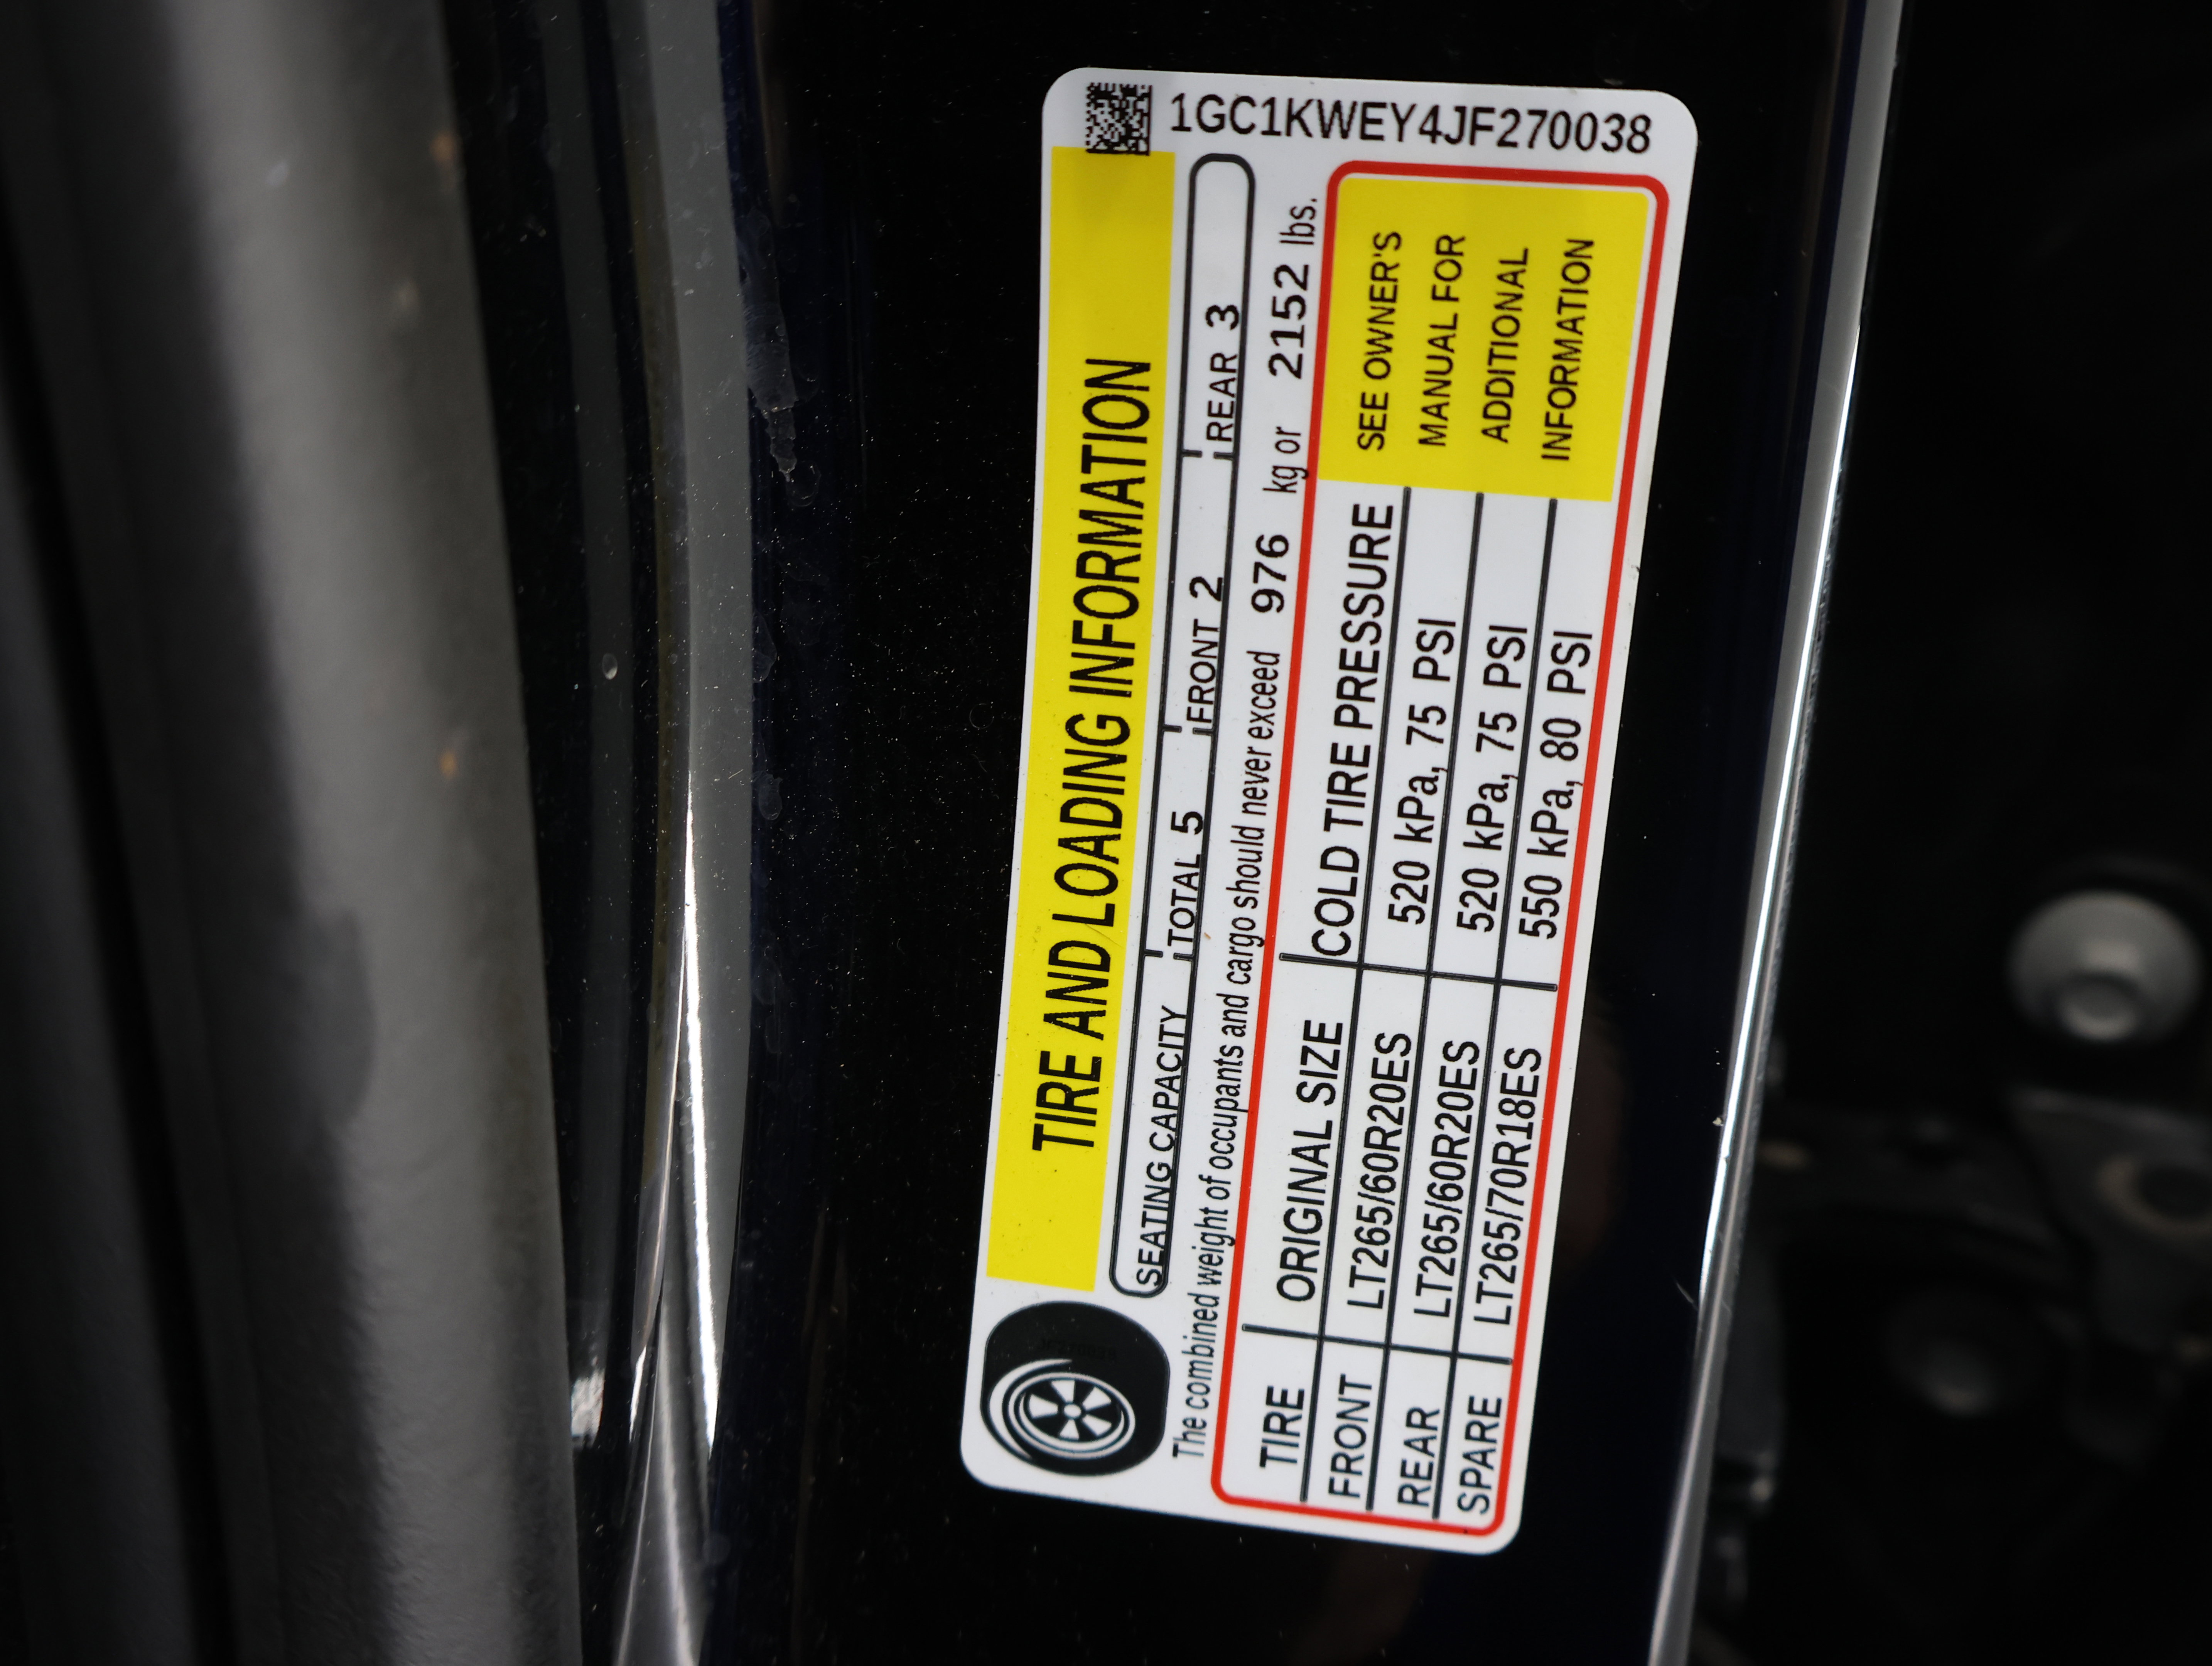 1GC1KWEY4JF270038
TIRE AND LOADING INFORMATION
SEATING CAPACITY TOTAL 5 FRONT 2 REAR 3
The combined weight of occupants and cargo should never exceed 976 kg or 2152 lbs.
TIRE ORIGINAL SIZE COLD TIRE PRESSURE
FRONT LT265/60R20ES 520 kPa, 75 PSI
REAR LT265/60R20ES 520 kPa, 75 PSI
SPARE LT265/70R18ES 550 kPa, 80 PSI
SEE OWNER'S
MANUAL FOR
ADDITIONAL
INFORMATION